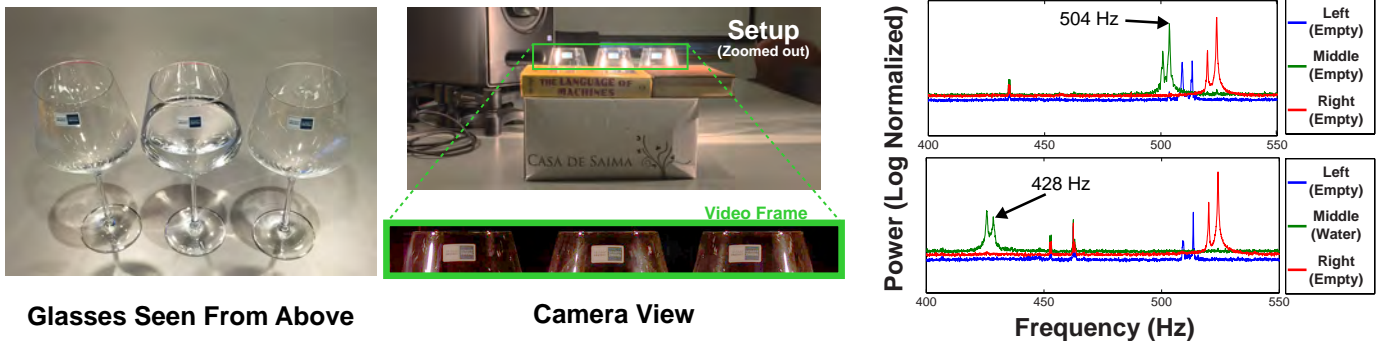 Glasses Seen From Above
Setup
(Zoomed out)
THE LANGUAGE OF
MACHINES
CASA DE SAIMA
Video Frame
Camera View
Power (Log Normalized)
504 Hz
Left
(Empty)
Middle
(Empty)
Right
(Empty)
400
450
500
550
428 Hz
Left
(Empty)
Middle
(Water)
Right
(Empty)
400
450
500
550
Frequency (Hz)